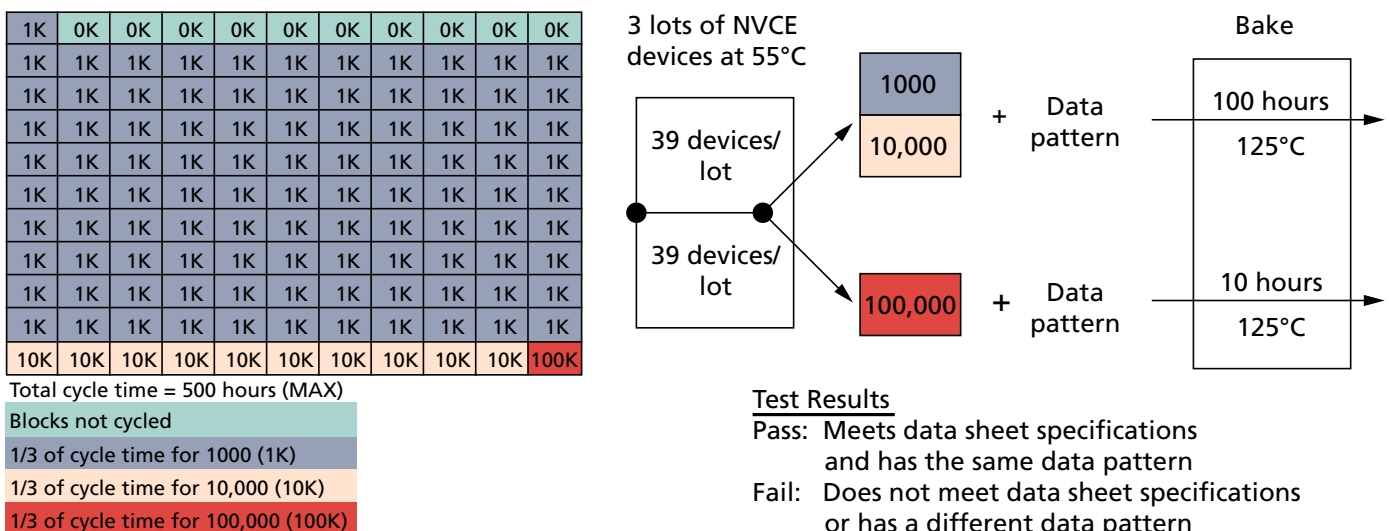 1K 0K 0K 0K 0K 0K 0K 0K 0K 0K 0K
1K 1K 1K 1K 1K 1K 1K 1K 1K 1K 1K
1K 1K 1K 1K 1K 1K 1K 1K 1K 1K 1K
1K 1K 1K 1K 1K 1K 1K 1K 1K 1K 1K
1K 1K 1K 1K 1K 1K 1K 1K 1K 1K 1K
1K 1K 1K 1K 1K 1K 1K 1K 1K 1K 1K
1K 1K 1K 1K 1K 1K 1K 1K 1K 1K 1K
1K 1K 1K 1K 1K 1K 1K 1K 1K 1K 1K
1K 1K 1K 1K 1K 1K 1K 1K 1K 1K 1K
1K 1K 1K 1K 1K 1K 1K 1K 1K 1K 1K
10K 10K 10K 10K 10K 10K 10K 10K 10K 10K 100K
Total cycle time = 500 hours (MAX)
Blocks not cycled
1/3 of cycle time for 1000 (1K)
1/3 of cycle time for 10,000 (10K)
1/3 of cycle time for 100,000 (100K)
3 lots of NVCE
devices at 55°C
39 devices/
lot
39 devices/
lot
1000
10,000
+
Data
pattern
100,000
+
Data
pattern
Bake
100 hours
125°C
10 hours
125°C
Test Results
Pass: Meets data sheet specifications
and has the same data pattern
Fail: Does not meet data sheet specifications
or has a different data pattern